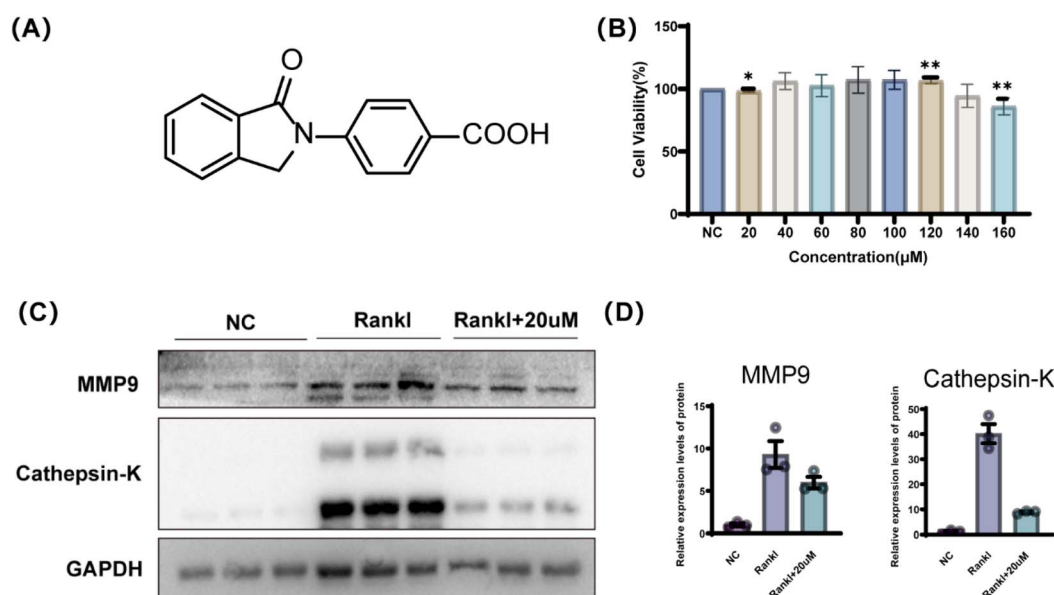 (A)
O
N
COOH
(B)
Cell Viability(%)
150
100
50
0
*
**
**
NC 20 40 60 80 100 120 140 160
Concentration(μM)
(C)
NC Rankl Rankl+20uM
MMP9
Cathepsin-K
GAPDH
(D)
MMP9
Relative expression levels of protein
15
10
5
0
NC Rankl Rankl+20uM
Cathepsin-K
Relative expression levels of protein
50
40
30
20
10
0
NC Rankl Rankl+20uM